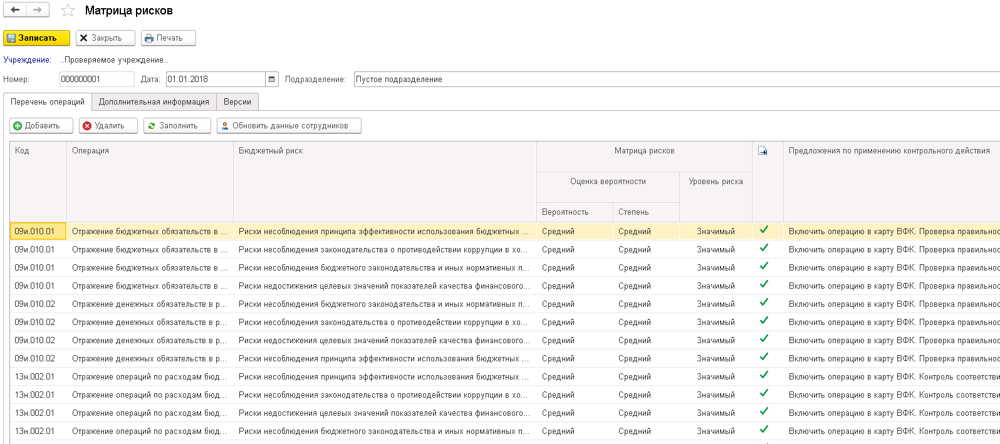 Матрица рисков
Записать Закрыть Печать
Учреждение: ..Проверяемое учреждение..
Номер: 000000001 Дата: 01.01.2018 Подразделение: Пустое подразделение
Перечень операций Дополнительная информация Версии
Добавить Удалить Заполнить Обновить данные сотрудников
Код Операция Бюджетный риск Матрица рисков Предложения по применению контрольного действия
Оценка вероятности Уровень риска
Вероятность Степень
09и.010.01 Отражение бюджетных обязательств в ... Риски несоблюдения принципа эффективности использования бюджетных ... Средний Средний Значимый Включить операцию в карту ВФК. Проверка правильнос
09и.010.01 Отражение бюджетных обязательств в ... Риски несоблюдения законодательства о противодействии коррупции в хо... Средний Средний Значимый Включить операцию в карту ВФК. Проверка правильнос
09и.010.01 Отражение бюджетных обязательств в ... Риски несоблюдения бюджетного законодательства и иных нормативных п... Средний Средний Значимый Включить операцию в карту ВФК. Проверка правильнос
09и.010.01 Отражение бюджетных обязательств в ... Риски недостижения целевых значений показателей качества финансового... Средний Средний Значимый Включить операцию в карту ВФК. Проверка правильнос
09и.010.02 Отражение денежных обязательств в р... Риски несоблюдения бюджетного законодательства и иных нормативных п... Средний Средний Значимый Включить операцию в карту ВФК. Проверка правильнос
09и.010.02 Отражение денежных обязательств в р... Риски несоблюдения законодательства о противодействии коррупции в хо... Средний Средний Значимый Включить операцию в карту ВФК. Проверка правильнос
09и.010.02 Отражение денежных обязательств в р... Риски недостижения целевых значений показателей качества финансового... Средний Средний Значимый Включить операцию в карту ВФК. Проверка правильнос
09и.010.02 Отражение денежных обязательств в р... Риски несоблюдения принципа эффективности использования бюджетных ... Средний Средний Значимый Включить операцию в карту ВФК. Проверка правильнос
13н.002.01 Отражение операций по расходам бюд... Риски несоблюдения принципа эффективности использования бюджетных ... Средний Средний Значимый Включить операцию в карту ВФК. Контроль соответстви
13н.002.01 Отражение операций по расходам бюд... Риски несоблюдения законодательства о противодействии коррупции в хо... Средний Средний Значимый Включить операцию в карту ВФК. Контроль соответстви
13н.002.01 Отражение операций по расходам бюд... Риски недостижения целевых значений показателей качества финансового... Средний Средний Значимый Включить операцию в карту ВФК. Контроль соответстви
13н.002.01 Отражение операций по расходам бюд... Риски несоблюдения бюджетного законодательства и иных нормативных п... Средний Средний Значимый Включить операцию в карту ВФК. Контроль соответстви